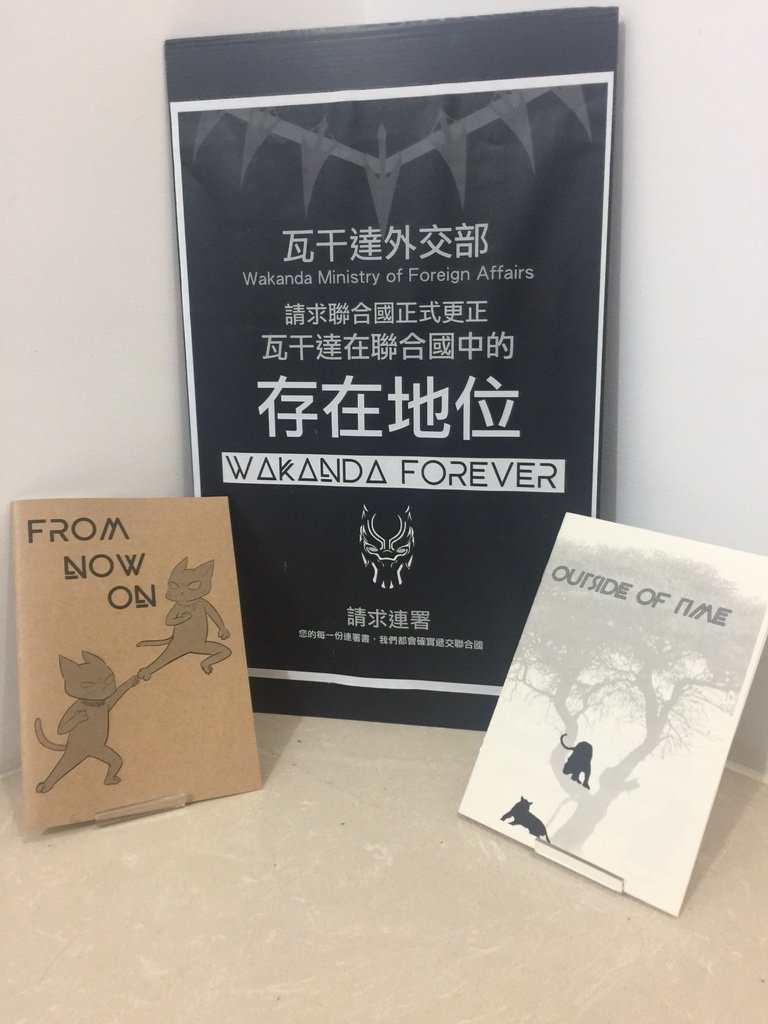 瓦干達外交部
Wakanda Ministry of Foreign Affairs
請求聯合國正式更正
瓦干達在聯合國中的
存在地位
WAKANDA FOREVER
請求連署
您的每一份連署書，我們都會確實遞交聯合國
FROM
NOW
ON
OUTSIDE OF TIME